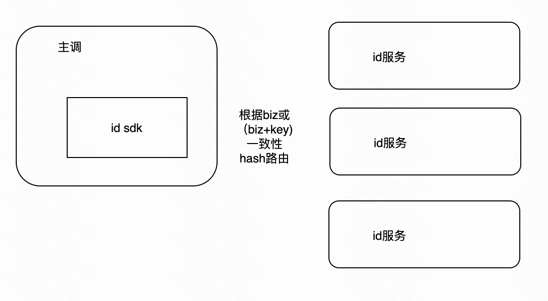 主调
id sdk
根据biz或
（biz+key)
一致性
hash路由
id服务
id服务
id服务